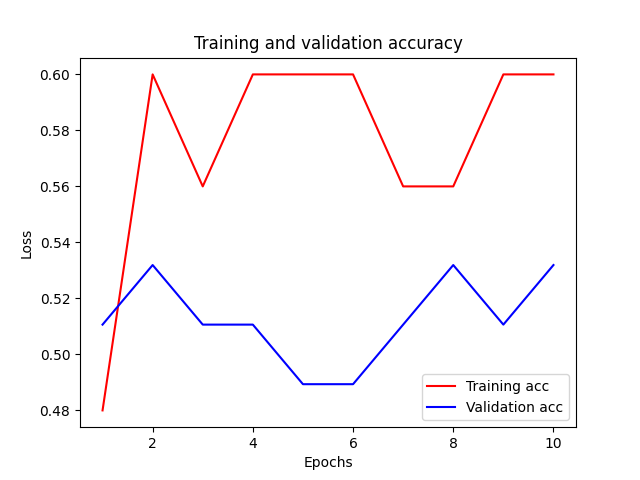 Training and validation accuracy
0.60
0.58
0.56
0.54
0.52
0.50
0.48
Loss
2 4 6 8 10
Epochs
Training acc
Validation acc